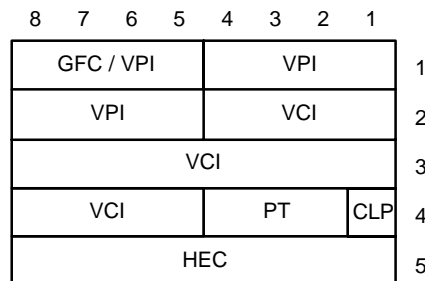 8 7 6 5 4 3 2 1
GFC / VPI VPI 1
VPI VCI 2
VCI 3
VCI PT CLP 4
HEC 5